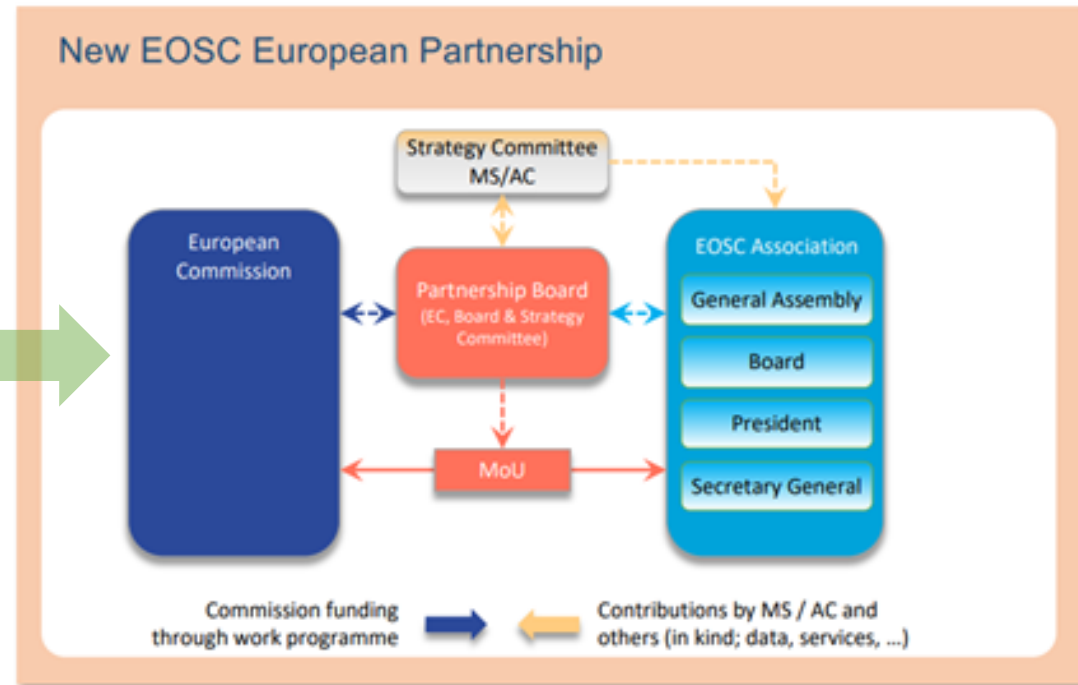 New EOSC European Partnership
Strategy Committee
MS/AC
European
Commission
Partnership Board
(EC, Board & Strategy
Committee)
EOSC Association
General Assembly
Board
President
Secretary General
MoU
Commission funding
through work programme
Contributions by MS / AC and
others (in kind; data, services, ...)